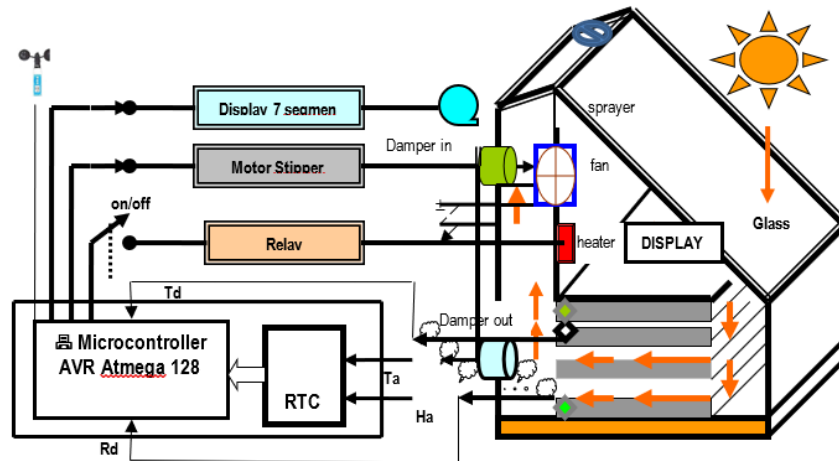 sprayer
Display 7 segmen
Damper in
Motor Stipper
fan
on/off
±
Relay
heater
DISPLAY
Glass
Td
Damper out
Microcontroller
AVR Atmega 128
RTC
Ta
Ha
Rd